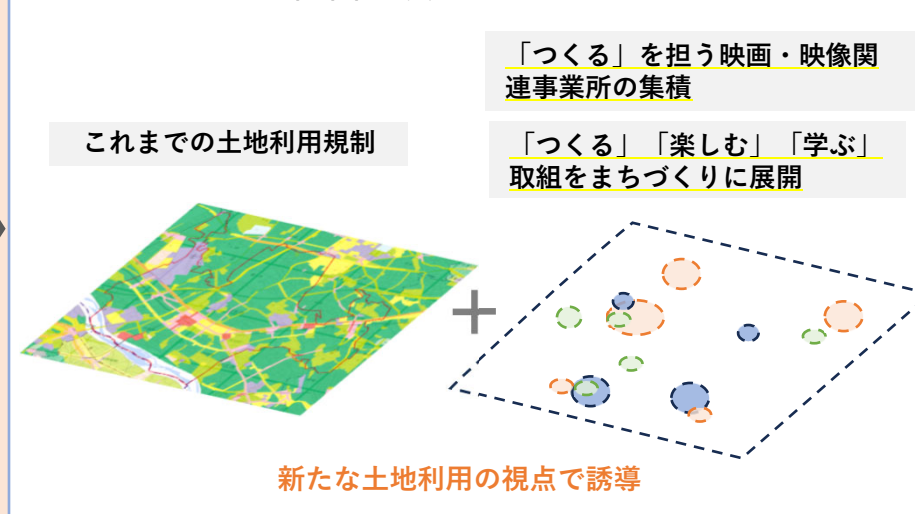 「つくる」を担う映画・映像関
連事業所の集積
これまでの土地利用規制
「つくる」「楽しむ」「学ぶ」
取組をまちづくりに展開
+
新たな土地利用の視点で誘導